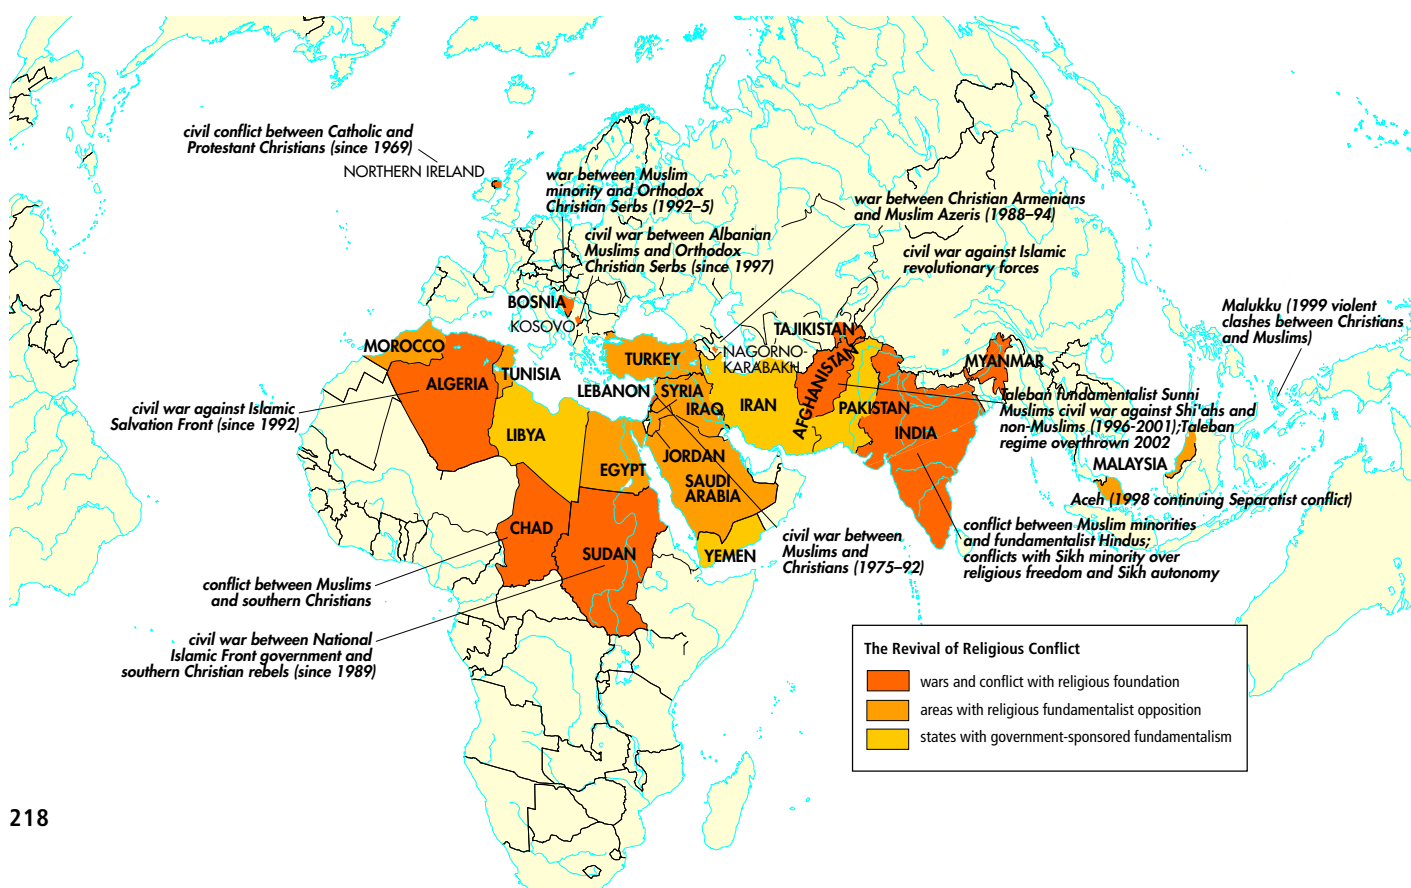 civil conflict between Catholic and
Protestant Christians (since 1969)
NORTHERN IRELAND
war between Muslim
minority and Orthodox
Christian Serbs (1992–5)
civil war between Albanian
Muslims and Orthodox
Christian Serbs (since 1997)
war between Christian Armenians
and Muslim Azeris (1988–94)
civil war against Islamic
revolutionary forces
Malukku (1999 violent
clashes between Christians
and Muslims)
BOSNIA
KOSOVO
MOROCCO
ALGERIA
TUNISIA
TURKEY
LEBANON
SYRIA
IRAQ
NAGORNO-
KARABAKH
TAJIKISTAN
IRAN
AFGHANISTAN
PAKISTAN
INDIA
MYANMAR
civil war against Islamic
Salvation Front (since 1992)
Taleban fundamentalist Sunni
Muslims civil war against Shi'ahs and
non-Muslims (1996-2001);Taleban
regime overthrown 2002
LIBYA
EGYPT
JORDAN
SAUDI
ARABIA
MALAYSIA
Aceh (1998 continuing Separatist conflict)
CHAD
SUDAN
YEMEN
civil war between
Muslims and
Christians (1975–92)
conflict between Muslim minorities
and fundamentalist Hindus;
conflicts with Sikh minority over
religious freedom and Sikh autonomy
conflict between Muslims
and southern Christians
civil war between National
Islamic Front government and
southern Christian rebels (since 1989)
The Revival of Religious Conflict
wars and conflict with religious foundation
areas with religious fundamentalist opposition
states with government-sponsored fundamentalism
218